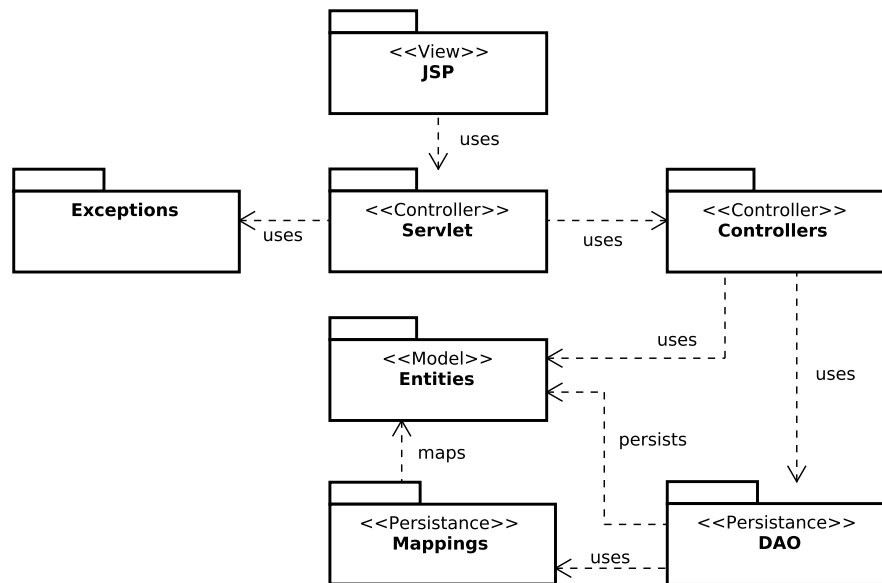 <<View>>
JSP
uses
Exceptions
<<Controller>>
Servlet
<<Controller>>
Controllers
uses
uses
uses
<<Model>>
Entities
uses
persists
maps
<<Persistance>>
Mappings
<<Persistance>>
DAO
uses